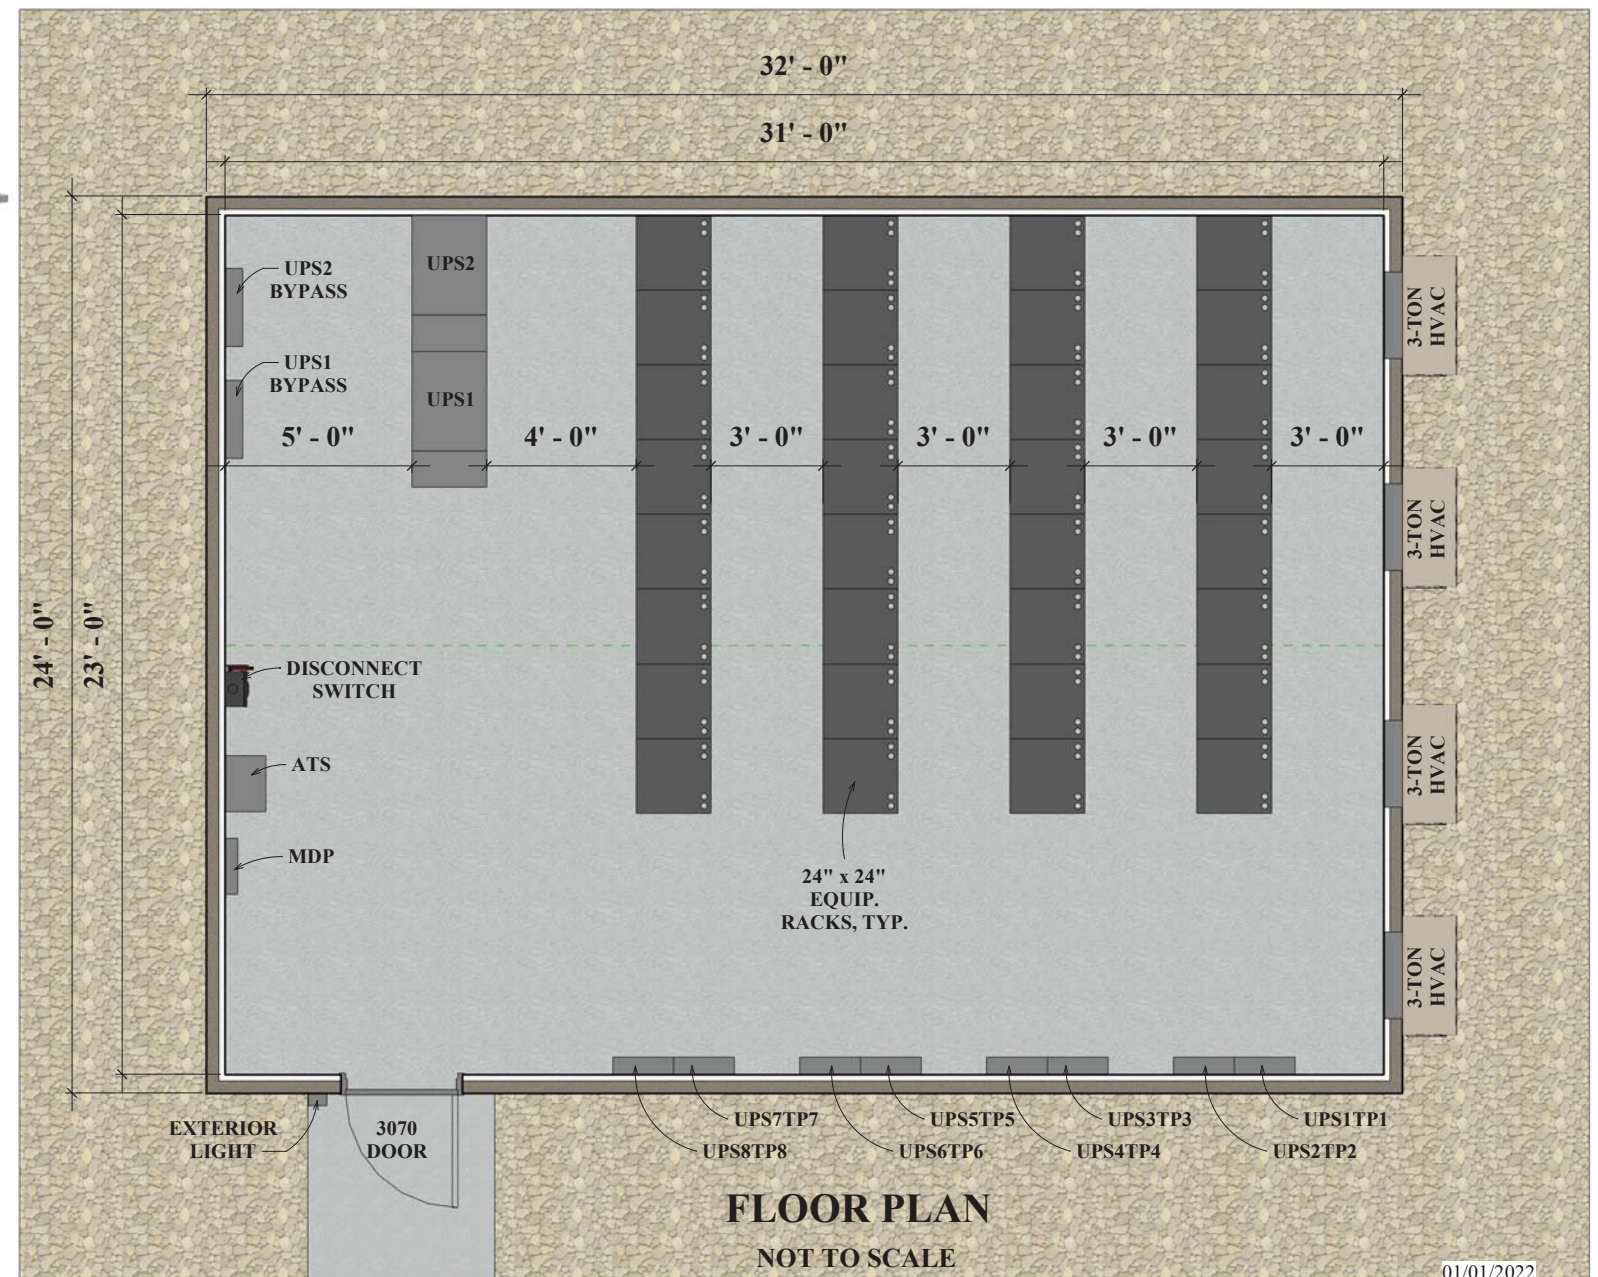 32' - 0"
31' - 0"
24' - 0"
23' - 0"
UPS2
BYPASS
UPS2
UPS1
BYPASS
UPS1
5' - 0"
4' - 0"
3' - 0"
3' - 0"
3' - 0"
3' - 0"
3-TON
HVAC
3-TON
HVAC
3-TON
HVAC
3-TON
HVAC
DISCONNECT
SWITCH
ATS
MDP
24" x 24"
EQUIP.
RACKS, TYP.
EXTERIOR
LIGHT
3070
DOOR
UPS7TP7
UPS8TP8
UPS5TP5
UPS6TP6
UPS3TP3
UPS4TP4
UPS1TP1
UPS2TP2
FLOOR PLAN
NOT TO SCALE
01/01/2022